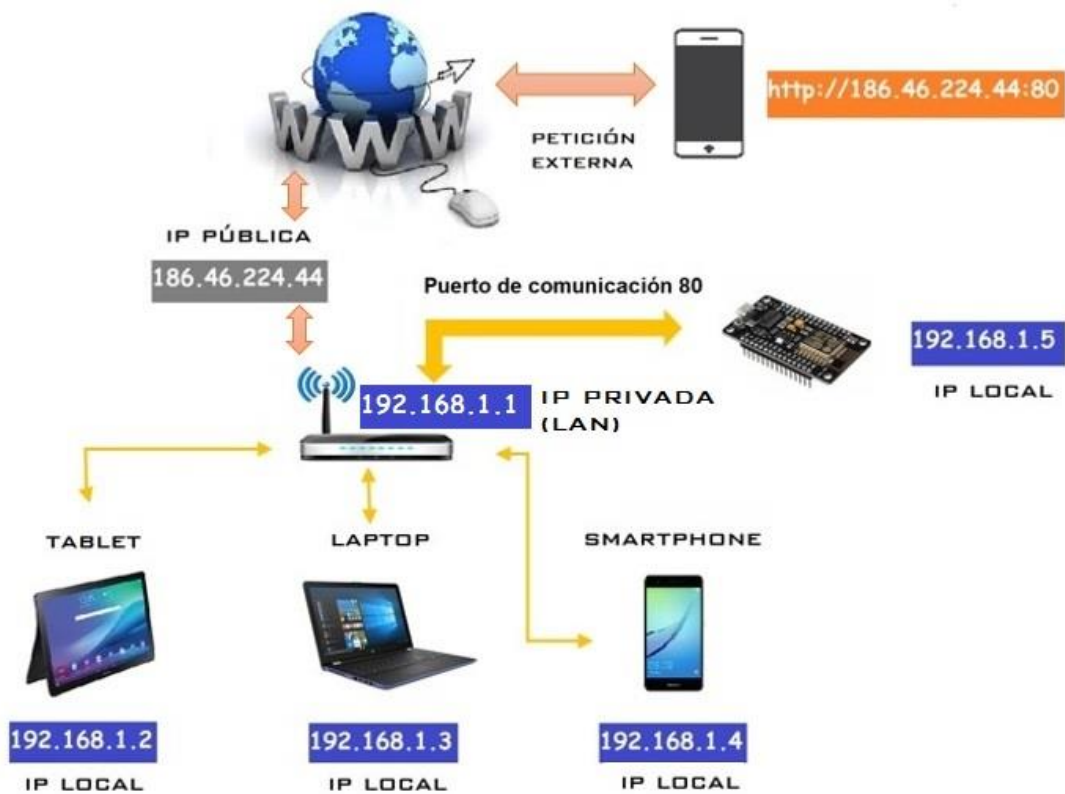 WWW
PETICIÓN
EXTERNA
http://186.46.224.44:80
IP PÚBLICA
186.46.224.44
Puerto de comunicación 80
192.168.1.5
IP LOCAL
192.168.1.1
IP PRIVADA
(LAN)
TABLET
LAPTOP
SMARTPHONE
192.168.1.2
IP LOCAL
192.168.1.3
IP LOCAL
192.168.1.4
IP LOCAL